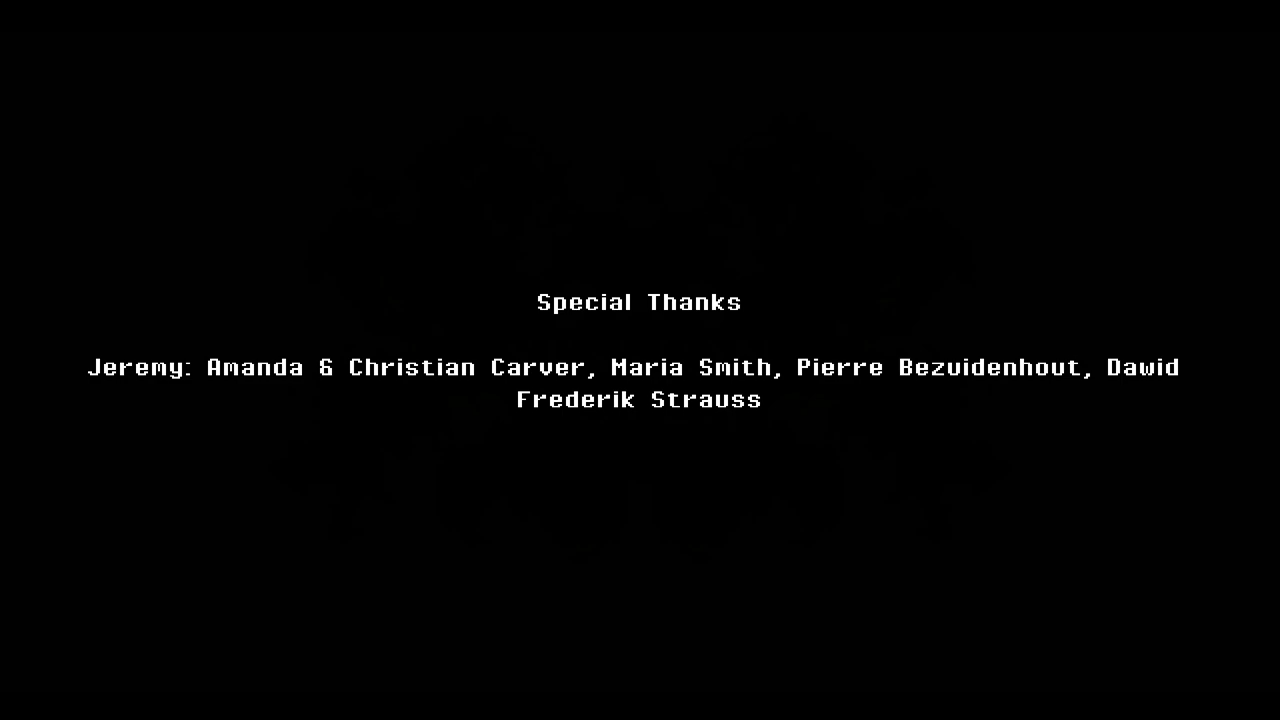 Special Thanks
Jeremy: Amanda & Christian Carver, Maria Smith, Pierre Bezuidenhout, Dawid
Frederik Strauss